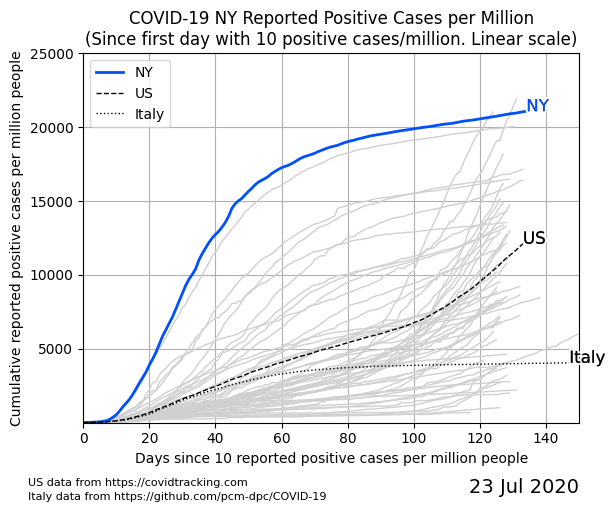 COVID-19 NY Reported Positive Cases per Million
(Since first day with 10 positive cases/million. Linear scale)
Cumulative reported positive cases per million people
25000
20000
15000
10000
5000
NY
US
Italy
NY
US
Italy
0
20
40
60
80
100
120
140
Days since 10 reported positive cases per million people
US data from https://covidtracking.com
Italy data from https://github.com/pcm-dpc/COVID-19
23 Jul 2020